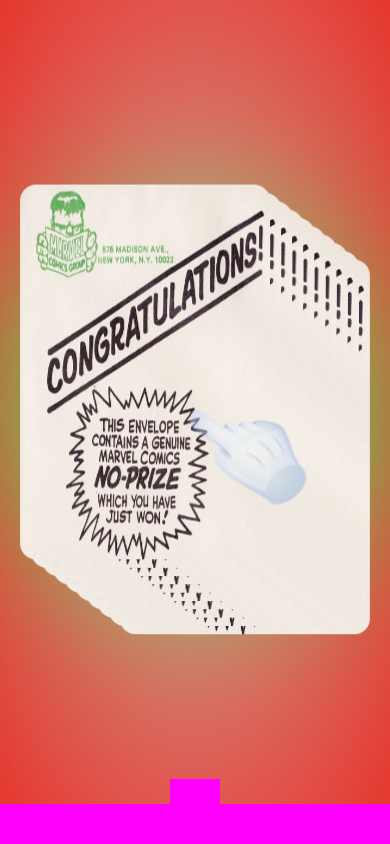 MARVEL
COMICS GROUP
575 MADISON AVE.,
NEW YORK, N.Y. 10022
CONGRATULATIONS!
THIS ENVELOPE
CONTAINS A GENUINE
MARVEL COMICS
NO-PRIZE
WHICH YOU HAVE
JUST WON!